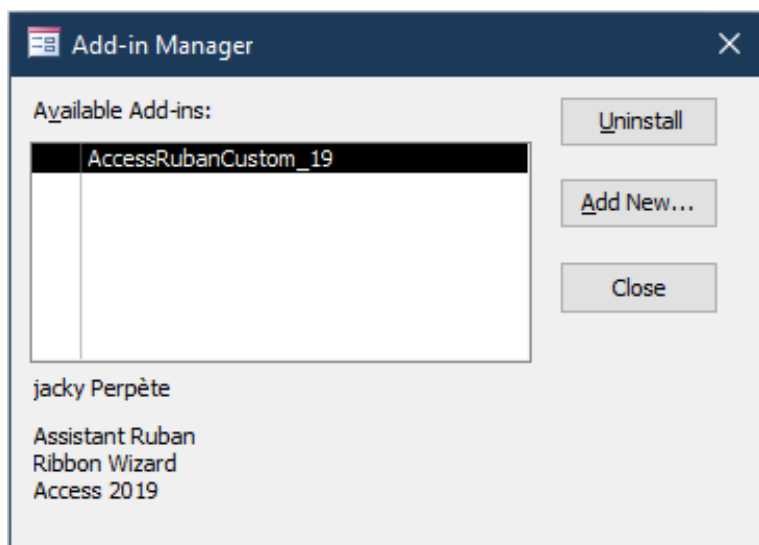 Add-in Manager
Available Add-ins:
Uninstall
AccessRubanCustom_19
Add New...
Close
jacky Perpète
Assistant Ruban
Ribbon Wizard
Access 2019